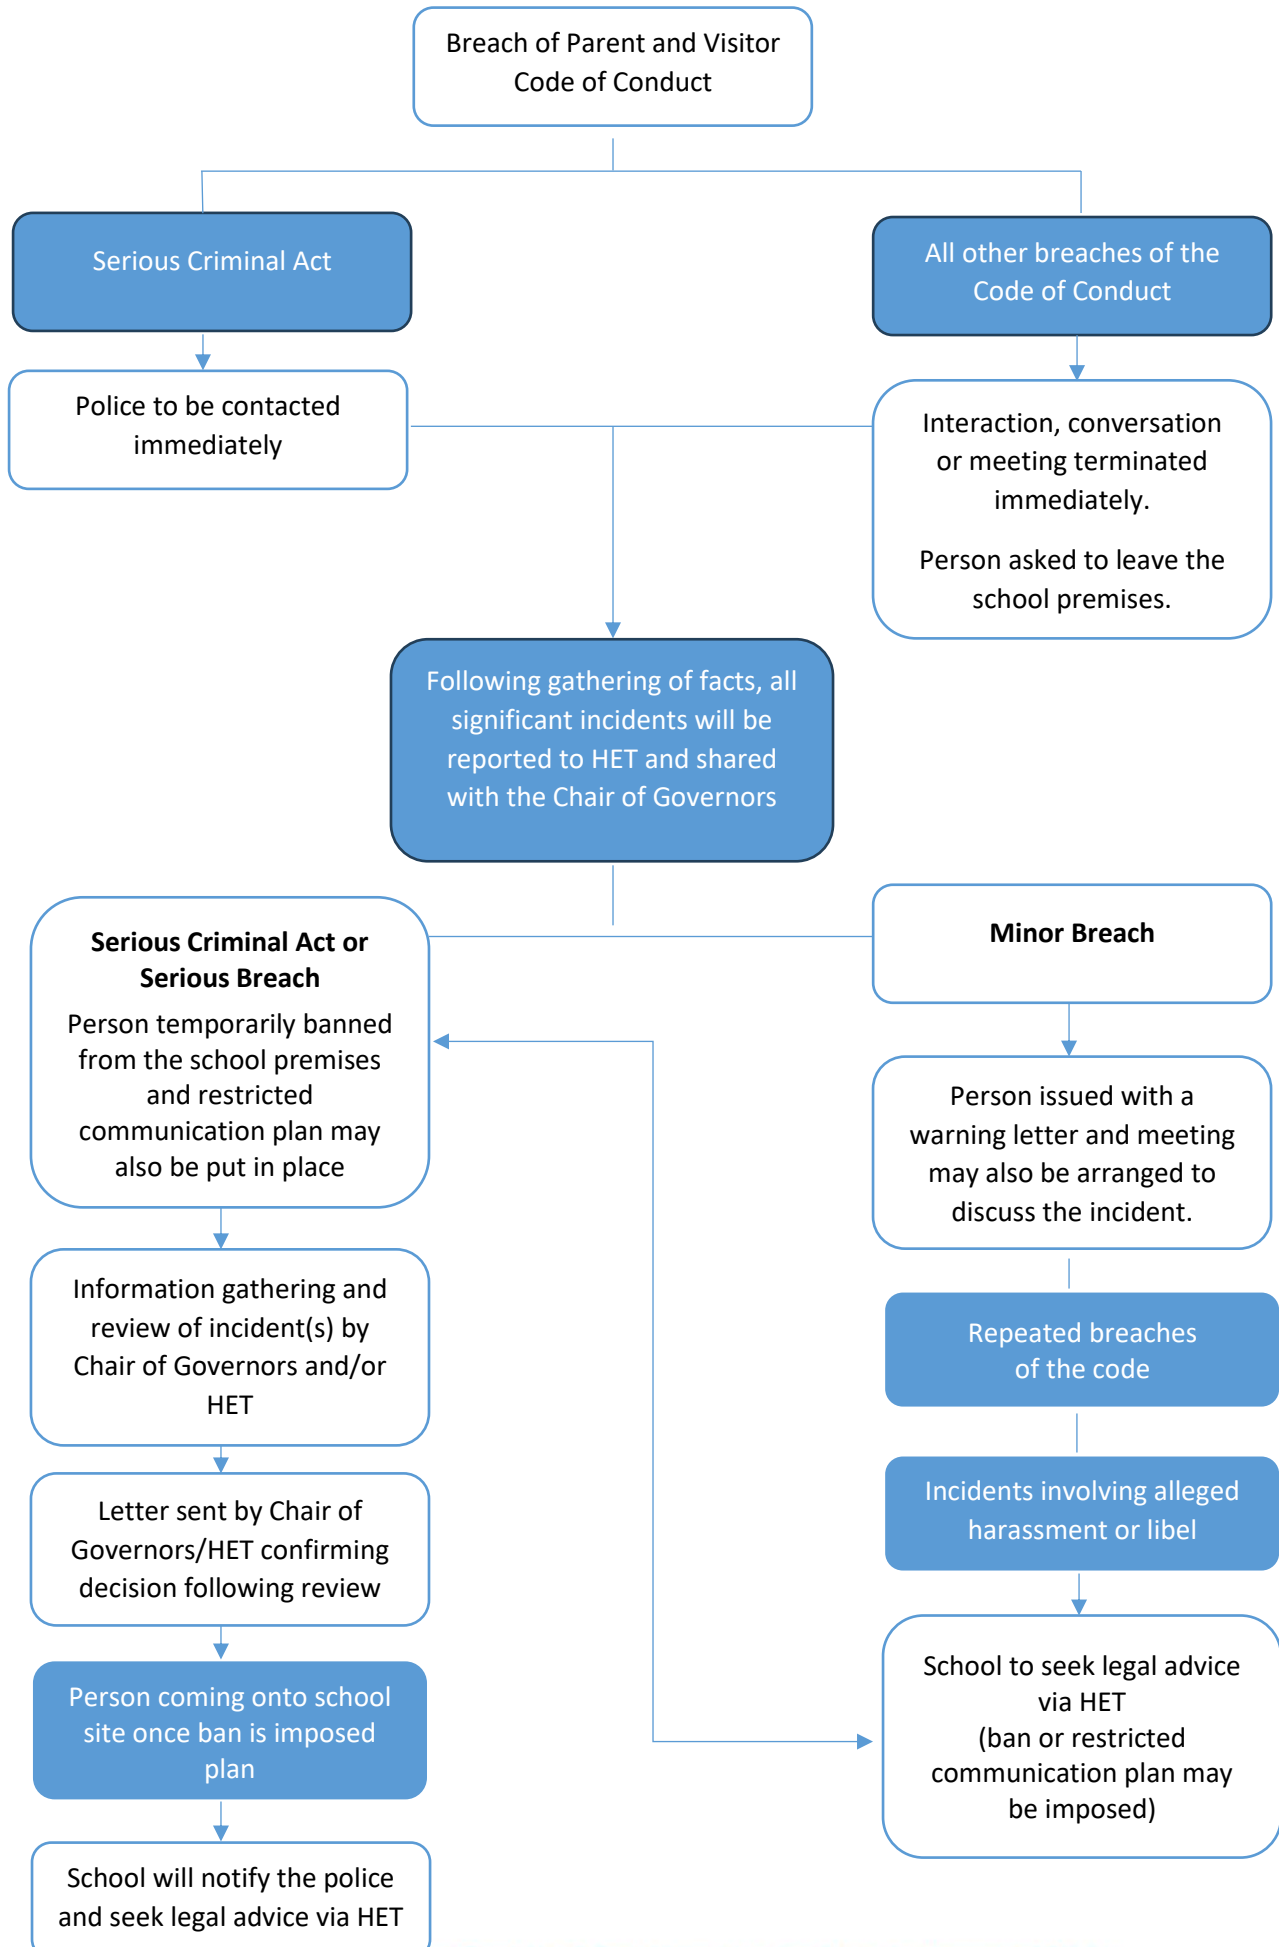 Breach of Parent and Visitor
Code of Conduct
Serious Criminal Act
All other breaches of the
Code of Conduct
Police to be contacted
immediately
Interaction, conversation
or meeting terminated
immediately.
Person asked to leave the
school premises.
Following gathering of facts, all
significant incidents will be
reported to HET and shared
with the Chair of Governors
Serious Criminal Act or
Serious Breach
Person temporarily banned
from the school premises
and restricted
communication plan may
also be put in place
Minor Breach
Person issued with a
warning letter and meeting
may also be arranged to
discuss the incident.
Information gathering and
review of incident(s) by
Chair of Governors and/or
HET
Repeated breaches
of the code
Letter sent by Chair of
Governors/HET confirming
decision following review
Incidents involving alleged
harassment or libel
Person coming onto school
site once ban is imposed
plan
School to seek legal advice
via HET
(ban or restricted
communication plan may
be imposed)
School will notify the police
and seek legal advice via HET